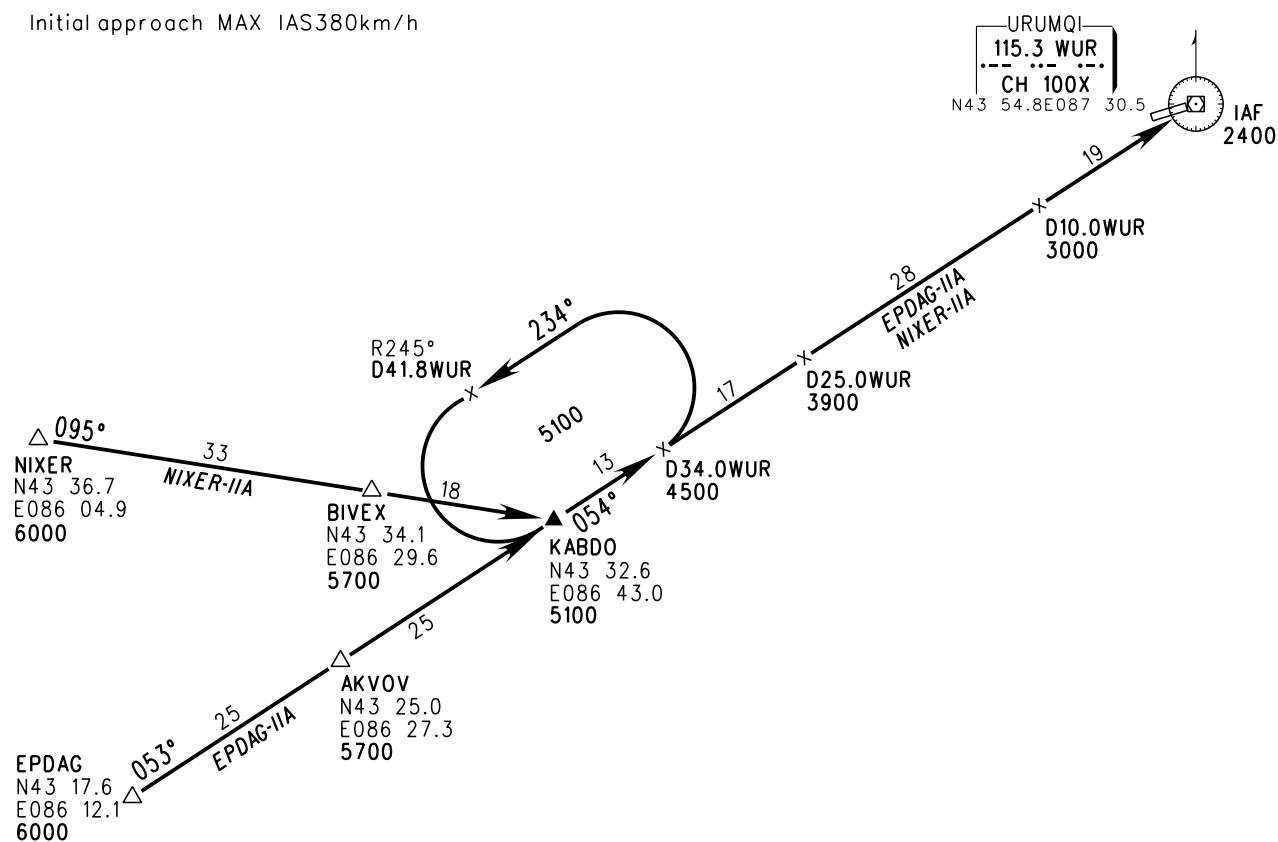 Initial approach MAX IAS380km/h
URUMQI
115.3 WUR
·−− ··− ·−·
CH 100X
N43 54.8E087 30.5
IAF
2400
19
D10.0WUR
3000
28
EPDAG-11A
NIXER-11A
234°
R245°
D41.8WUR
D25.0WUR
3900
17
5100
095°
33
NIXER-11A
NIXER
N43 36.7
E086 04.9
6000
13
D34.0WUR
4500
18
054°
BIVEX
N43 34.1
E086 29.6
5700
KABDO
N43 32.6
E086 43.0
5100
25
AKVOV
N43 25.0
E086 27.3
5700
25
EPDAG-11A
053°
EPDAG
N43 17.6
E086 12.1
6000